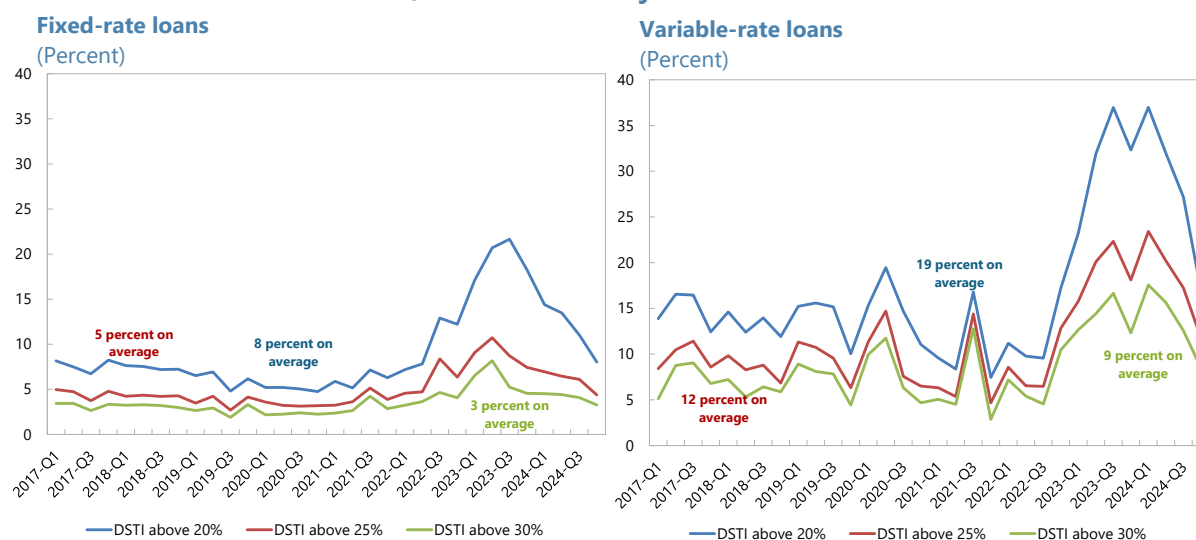 Fixed-rate loans
(Percent)
40
35
30
25
20
15
10
5
0
5 percent on
average
8 percent on
average
3 percent on
average
2017-Q1
2017-Q3
2018-Q1
2018-Q3
2019-Q1
2019-Q3
2020-Q1
2020-Q3
2021-Q1
2021-Q3
2022-Q1
2022-Q3
2023-Q1
2023-Q3
2024-Q1
2024-Q3
DSTI above 20%
DSTI above 25%
DSTI above 30%
Variable-rate loans
(Percent)
40
35
30
25
20
15
10
5
0
19 percent on
average
9 percent on
average
12 percent on
average
2017-Q1
2017-Q3
2018-Q1
2018-Q3
2019-Q1
2019-Q3
2020-Q1
2020-Q3
2021-Q1
2021-Q3
2022-Q1
2022-Q3
2023-Q1
2023-Q3
2024-Q1
2024-Q3
DSTI above 20%
DSTI above 25%
DSTI above 30%